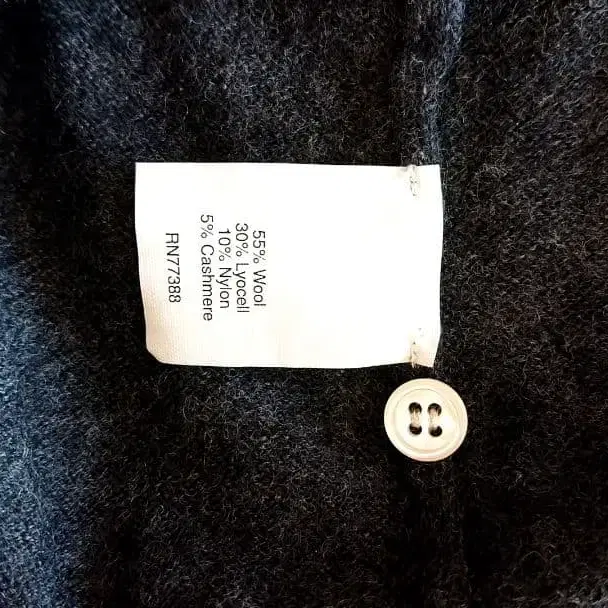 55% Wool
30% Lyocell
10% Nylon
5% Cashmere
RN77388